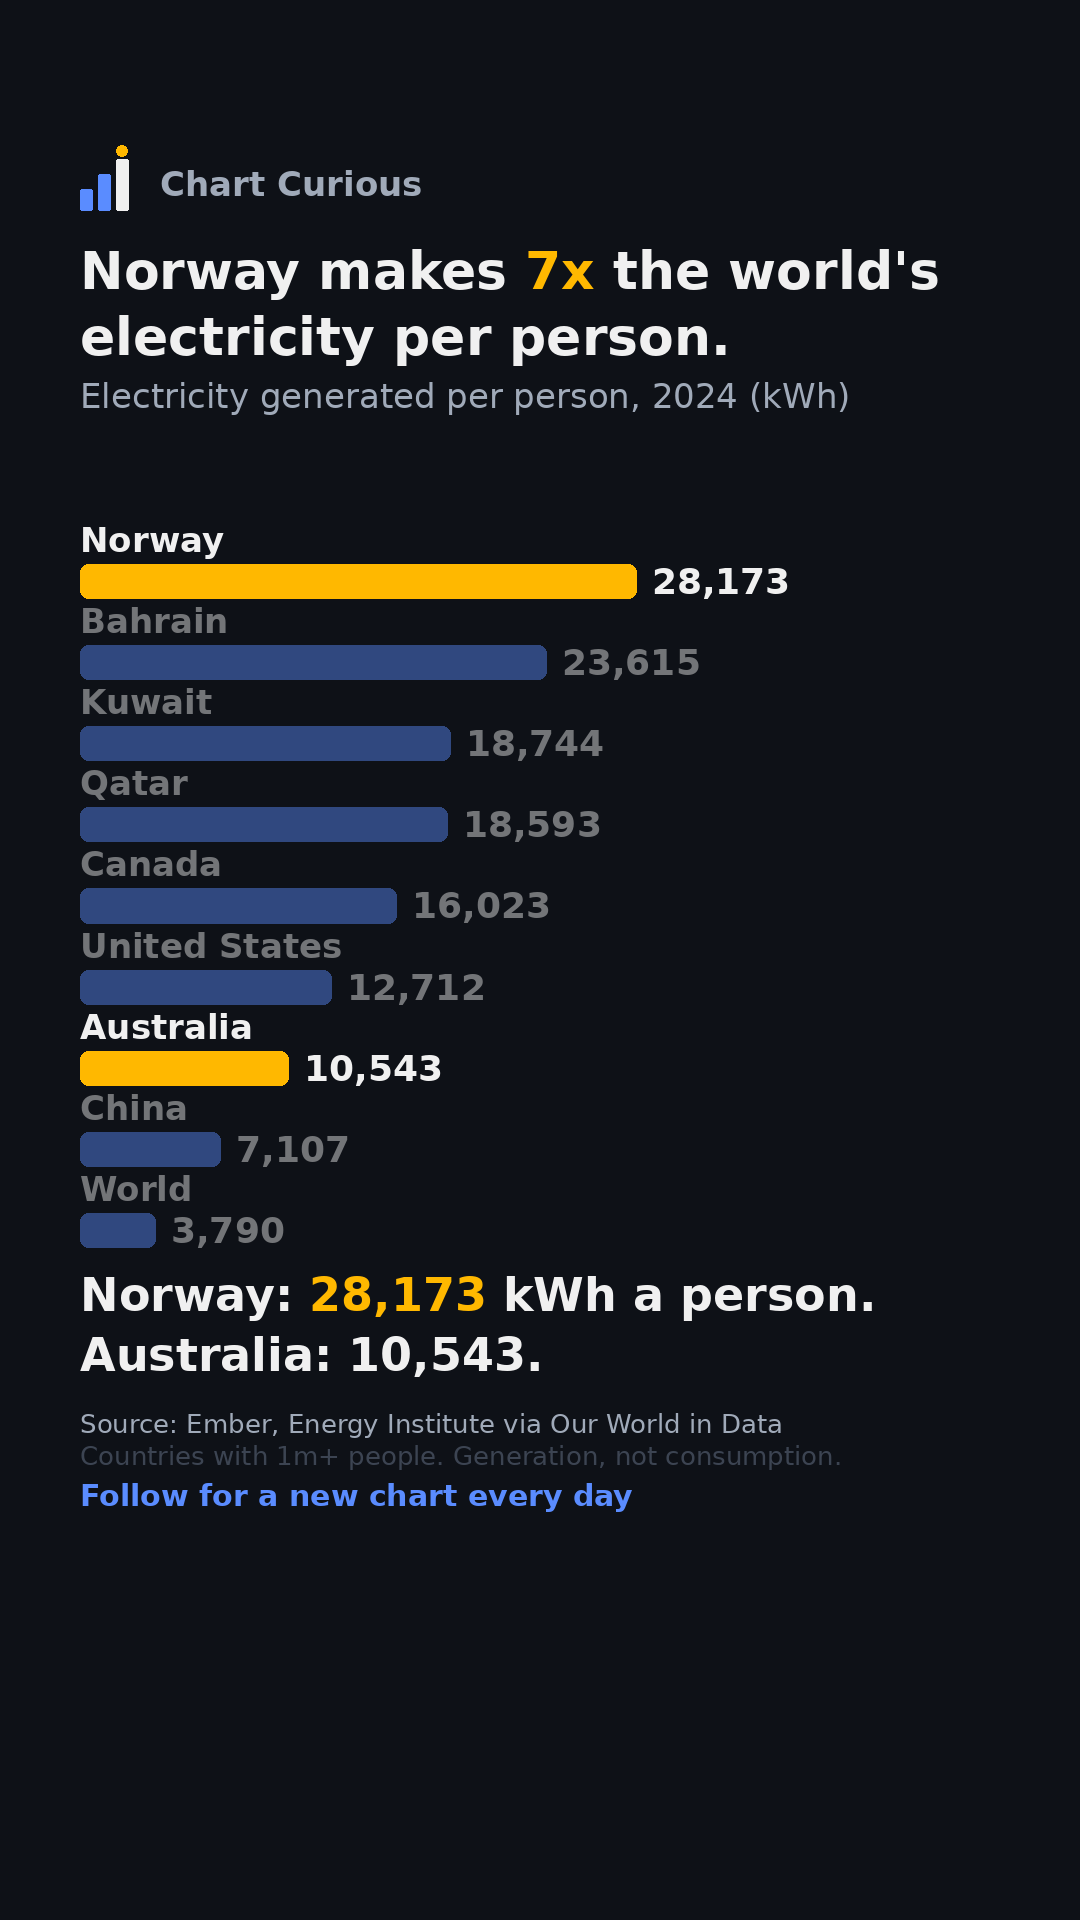 Chart Curious
Norway makes 7x the world's
electricity per person.
Electricity generated per person, 2024 (kWh)
Norway
28,173
Bahrain
23,615
Kuwait
18,744
Qatar
18,593
Canada
16,023
United States
12,712
Australia
10,543
China
7,107
World
3,790
Norway: 28,173 kWh a person.
Australia: 10,543.
Source: Ember, Energy Institute via Our World in Data
Countries with 1m+ people. Generation, not consumption.
Follow for a new chart every day